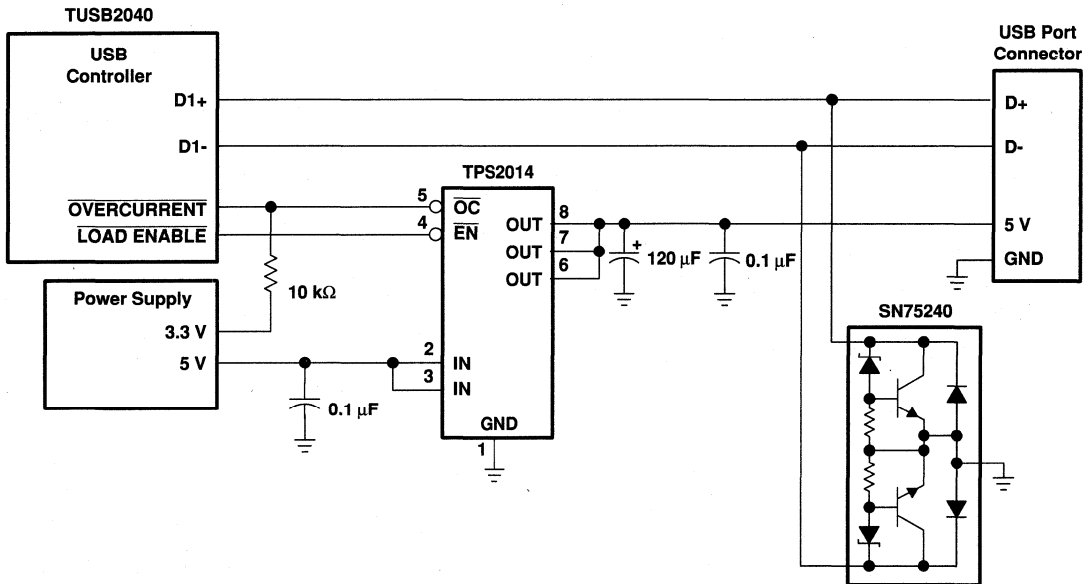 TUSB2040
USB
Controller
D1+
D1-
OVERCURRENT
LOAD ENABLE
Power Supply
3.3 V
5 V
10 kΩ
0.1 μF
TPS2014
5
OC
4
EN
2
IN
3
IN
GND
1
OUT
8
OUT
7
OUT
6
+
120 μF
0.1 μF
USB Port
Connector
D+
D-
5 V
GND
SN75240